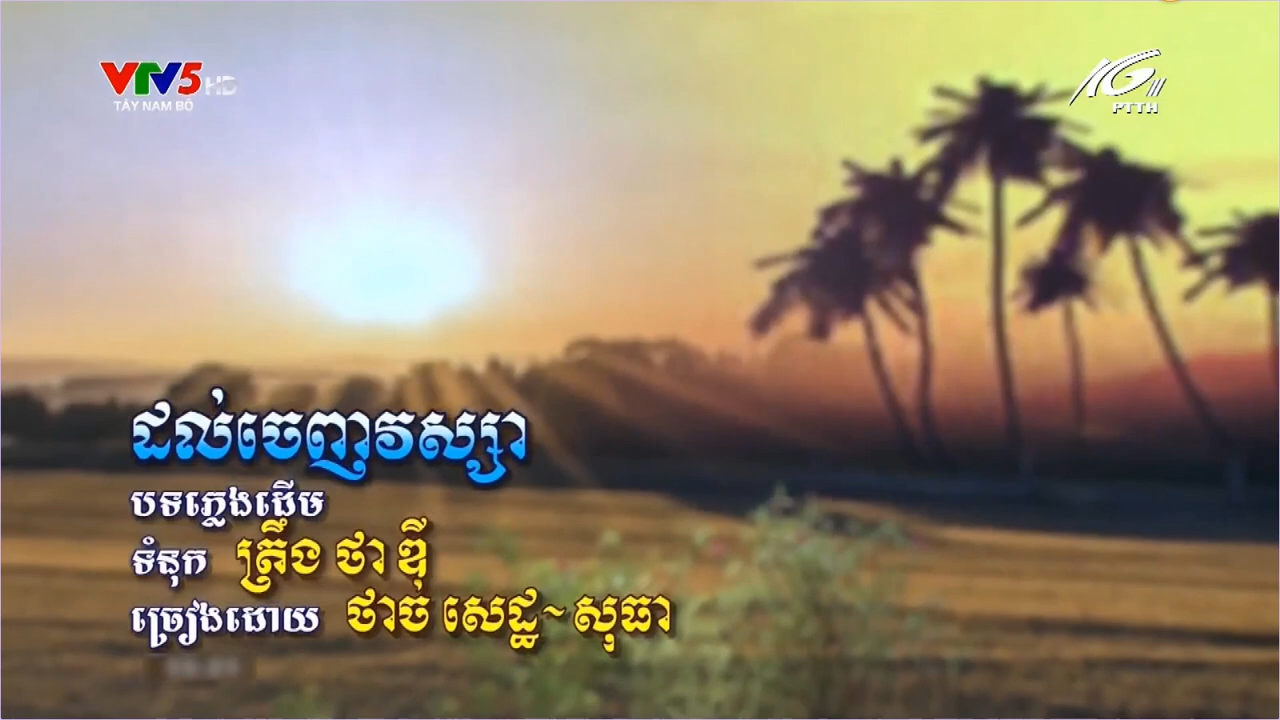 VTV5 HD
TÂY NAM BỘ
KG
PTTH
ដល់ចេញវស្សា
បទភ្លេងដើម
ទំនុក ត្រឹង ថា ឌី
ច្រៀងដោយ ថាច់ សេដ្ឋ ~ សុធា